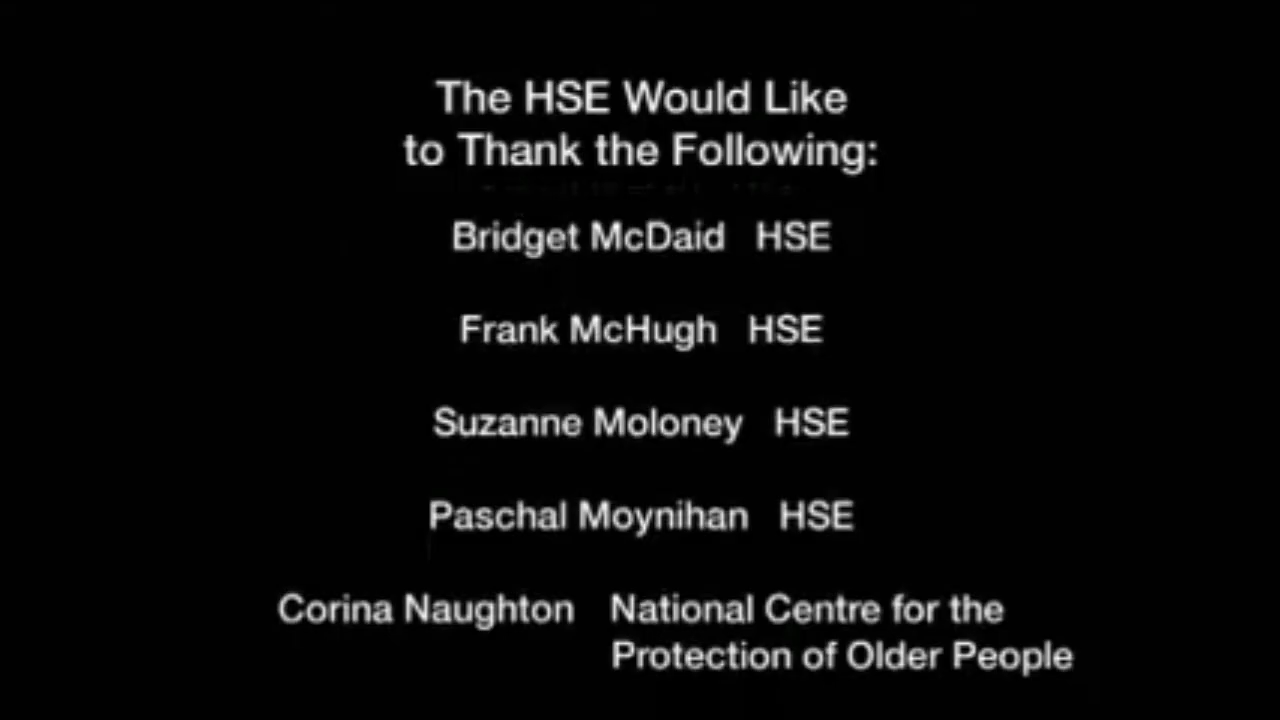 The HSE Would Like
to Thank the Following:
Bridget McDaid HSE
Frank McHugh HSE
Suzanne Moloney HSE
Paschal Moynihan HSE
Corina Naughton National Centre for the
Protection of Older People